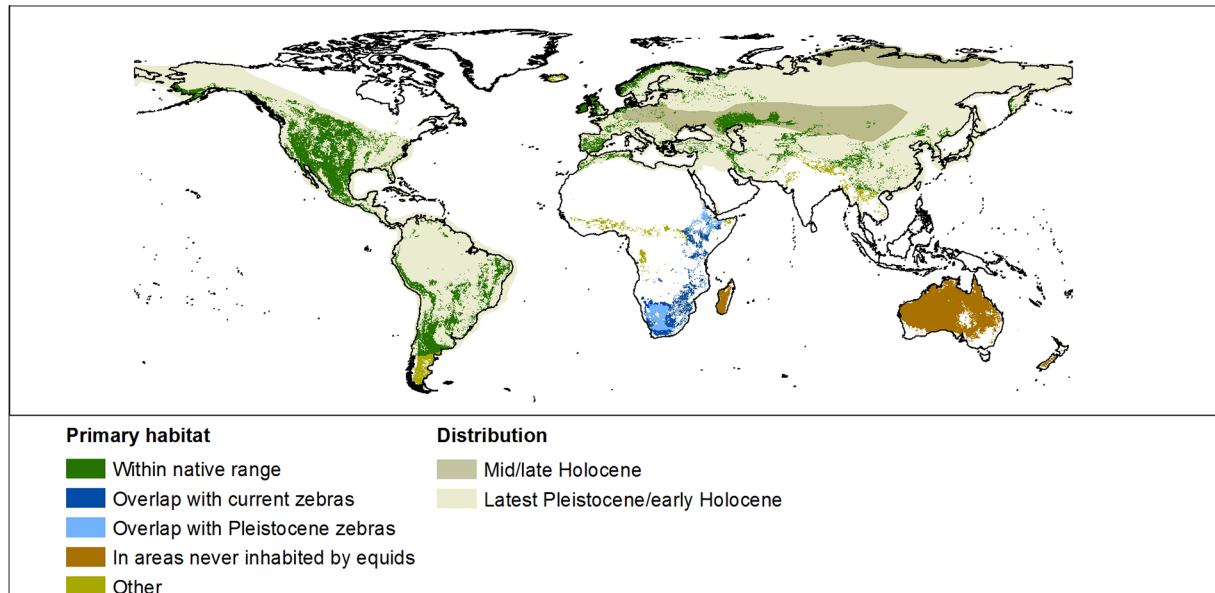 Primary habitat
Within native range
Overlap with current zebras
Overlap with Pleistocene zebras
In areas never inhabited by equids
Other
Distribution
Mid/late Holocene
Latest Pleistocene/early Holocene